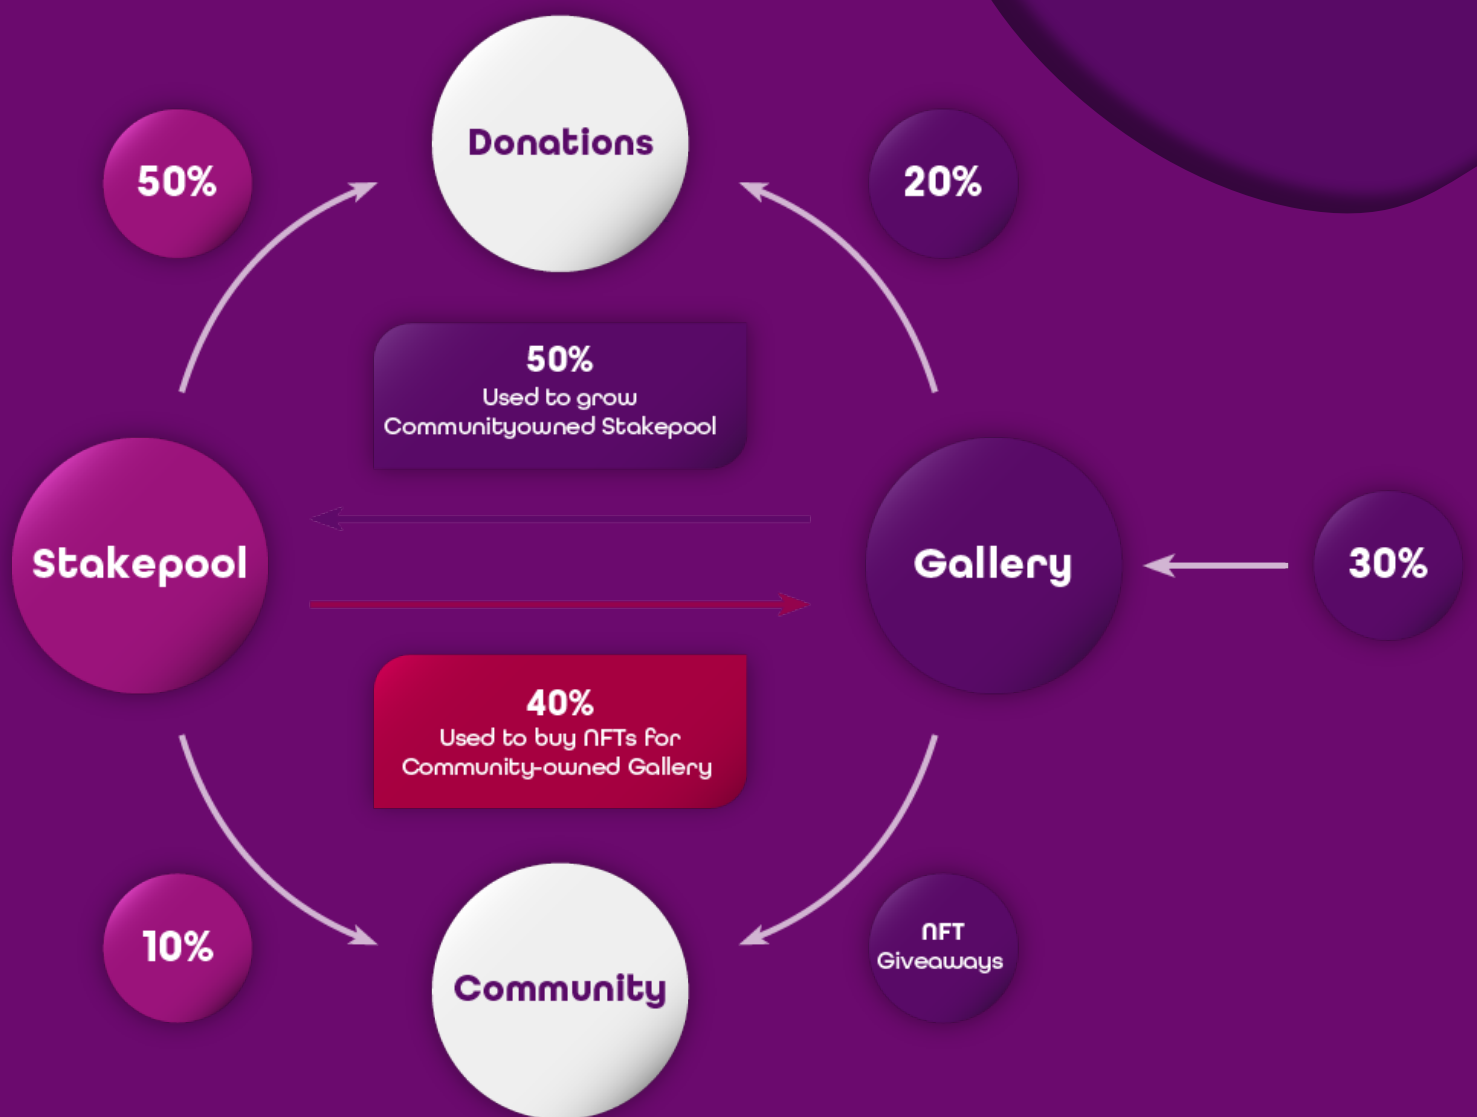 Donations
50%
20%
50%
Used to grow
Communityowned Stakepool
Stakepool
Gallery
30%
40%
Used to buy NFTs for
Community-owned Gallery
10%
NFT
Giveaways
Community